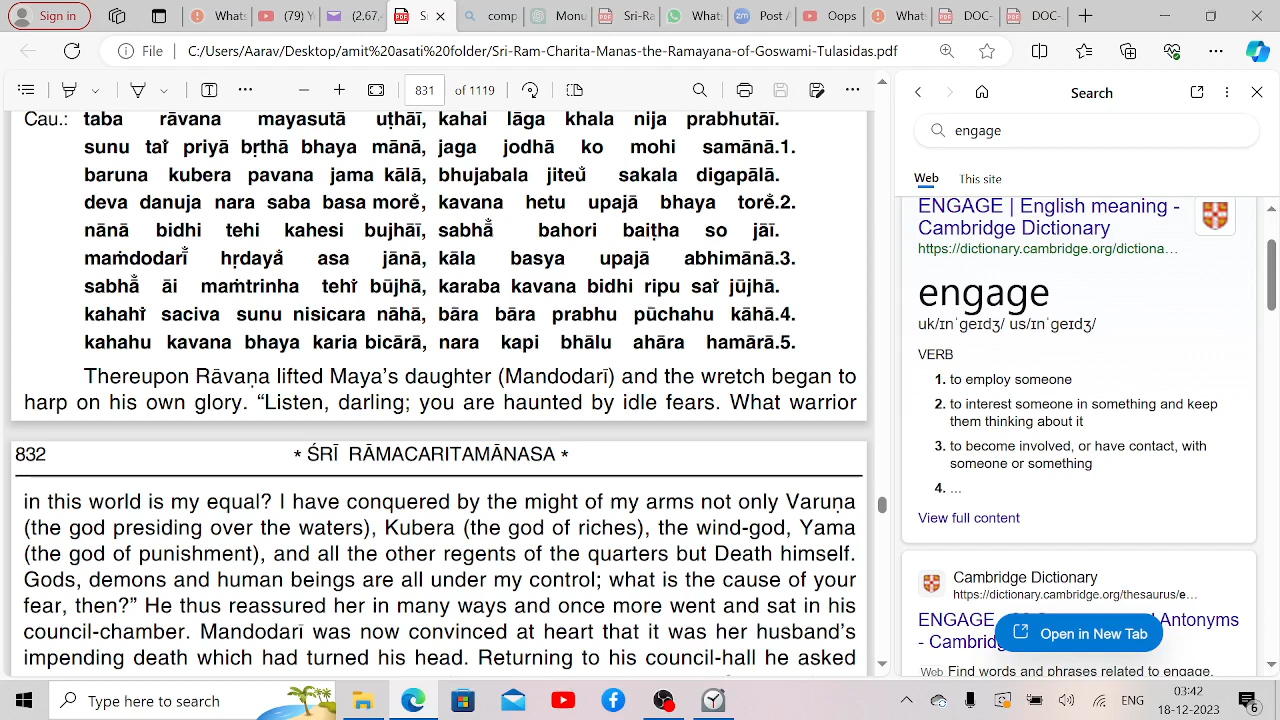 Sign in
Whats
(79) Y
(2,67
S
comp
Monu
Sri-Ra
What
Post /
Oops
Whats
DOC-
DOC-
File
C:/Users/Aarav/Desktop/amit%20asati%20folder/Sri-Ram-Charita-Manas-the-Ramayana-of-Goswami-Tulasidas.pdf
831 of 1119
Cau.: taba rāvana mayasutā uṭhāī, kahai lāga khala nija prabhutāī.
sunu taĩ priyā bṛthā bhaya mānā, jaga jodhā ko mohi samānā.1.
baruna kubera pavana jama kālā, bhujabala jiteũ sakala digapālā.
deva danuja nara saba basa morẽ, kavana hetu upajā bhaya torẽ.2.
nānā bidhi tehi kahesi bujhāī, sabhā̐ bahori baiṭha so jāī.
maṁdodarī̐ hṛdayå asa jānā, kāla basya upajā abhimānā.3.
sabhā̐ āi maṁtrinha tehĩ būjhā, karaba kavana bidhi ripu saĩ jūjhā.
kahahĩ saciva sunu nisicara nāhā, bāra bāra prabhu pūchahu kāhā.4.
kahahu kavana bhaya karia bicārā, nara kapi bhālu ahāra hamārā.5.
Thereupon Rāvaṇa lifted Maya’s daughter (Mandodarī) and the wretch began to
harp on his own glory. “Listen, darling; you are haunted by idle fears. What warrior
832 * ŚRĪ RĀMACARITAMĀNASA *
in this world is my equal? I have conquered by the might of my arms not only Varuṇa
(the god presiding over the waters), Kubera (the god of riches), the wind-god, Yama
(the god of punishment), and all the other regents of the quarters but Death himself.
Gods, demons and human beings are all under my control; what is the cause of your
fear, then?” He thus reassured her in many ways and once more went and sat in his
council-chamber. Mandodarī was now convinced at heart that it was her husband’s
impending death which had turned his head. Returning to his council-hall he asked
Search
engage
Web This site
ENGAGE | English meaning -
Cambridge Dictionary
https://dictionary.cambridge.org/dictiona...
engage
uk/ɪnˈɡeɪdʒ/ us/ɪnˈɡeɪdʒ/
VERB
1. to employ someone
2. to interest someone in something and keep
them thinking about it
3. to become involved, or have contact, with
someone or something
4. ...
View full content
Cambridge Dictionary
https://dictionary.cambridge.org/thesaurus/e...
ENGAGE Antonyms
- Cambridg
Open in New Tab
Web Find words and phrases related to engage.
Type here to search
ENG
03:42
18-12-2023
6